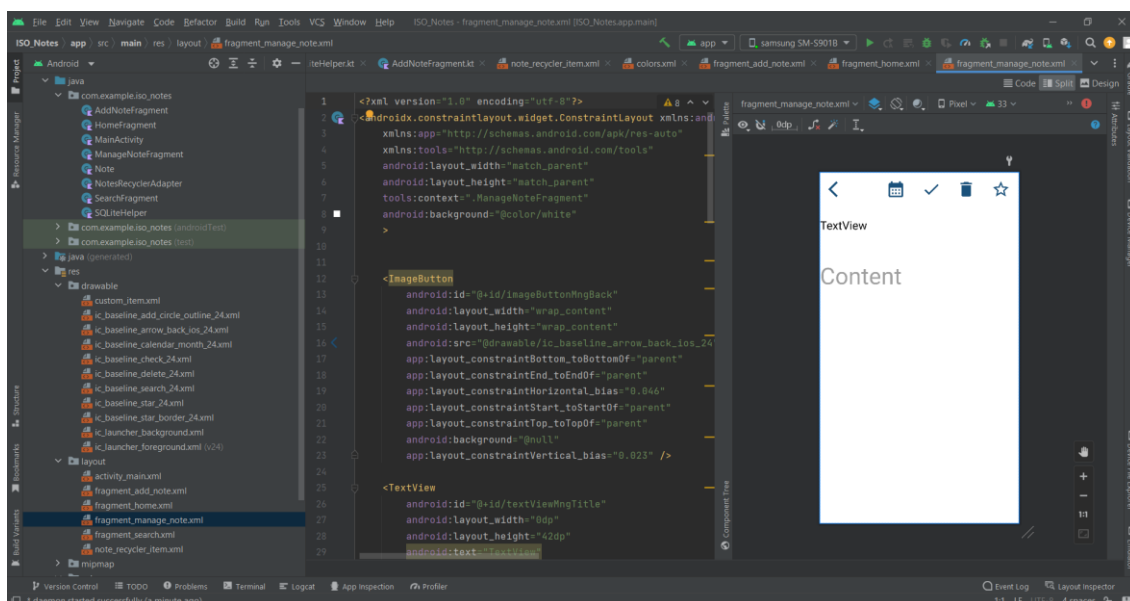 File Edit View Navigate Code Refactor Build Run Tools VCS Window Help ISO_Notes - fragment_manage_note.xml [ISO_Notes.app.main]
ISO_Notes app src main res layout fragment_manage_note.xml
app samsung SM-S901B
Android
iteHelper.kt AddNoteFragment.kt note_recycler_item.xml colors.xml fragment_add_note.xml fragment_home.xml fragment_manage_note.xml
Code Split Design
Project
Resource Manager
Structure
Bookmarks
Build Variants
java
com.example.iso_notes
AddNoteFragment
HomeFragment
MainActivity
ManageNoteFragment
Note
NotesRecyclerAdapter
SearchFragment
SQLiteHelper
com.example.iso_notes (androidTest)
com.example.iso_notes (test)
java (generated)
res
drawable
custom_item.xml
ic_baseline_add_circle_outline_24.xml
ic_baseline_arrow_back_ios_24.xml
ic_baseline_calendar_month_24.xml
ic_baseline_check_24.xml
ic_baseline_delete_24.xml
ic_baseline_search_24.xml
ic_baseline_star_24.xml
ic_baseline_star_border_24.xml
ic_launcher_background.xml
ic_launcher_foreground.xml (v24)
layout
activity_main.xml
fragment_add_note.xml
fragment_home.xml
fragment_manage_note.xml
fragment_search.xml
note_recycler_item.xml
mipmap
8
1 <?xml version="1.0" encoding="utf-8"?>
2 <androidx.constraintlayout.widget.ConstraintLayout xmlns:and
3 xmlns:app="http://schemas.android.com/apk/res-auto"
4 xmlns:tools="http://schemas.android.com/tools"
5 android:layout_width="match_parent"
6 android:layout_height="match_parent"
7 tools:context=".ManageNoteFragment"
8 android:background="@color/white"
9 >
10
11
12 <ImageButton
13 android:id="@+id/imageButtonMngBack"
14 android:layout_width="wrap_content"
15 android:layout_height="wrap_content"
16 android:src="@drawable/ic_baseline_arrow_back_ios_24
17 app:layout_constraintBottom_toBottomOf="parent"
18 app:layout_constraintEnd_toEndOf="parent"
19 app:layout_constraintHorizontal_bias="0.046"
20 app:layout_constraintStart_toStartOf="parent"
21 app:layout_constraintTop_toTopOf="parent"
22 android:background="@null"
23 app:layout_constraintVertical_bias="0.023" />
24
25 <TextView
26 android:id="@+id/textViewMngTitle"
27 android:layout_width="0dp"
28 android:layout_height="42dp"
29 android:text="TextView"
Palette
Component Tree
fragment_manage_note.xml Pixel 33
0dp
TextView
Content
1:1
Attributes
Version Control TODO Problems Terminal Logcat App Inspection Profiler
Event Log Layout Inspector